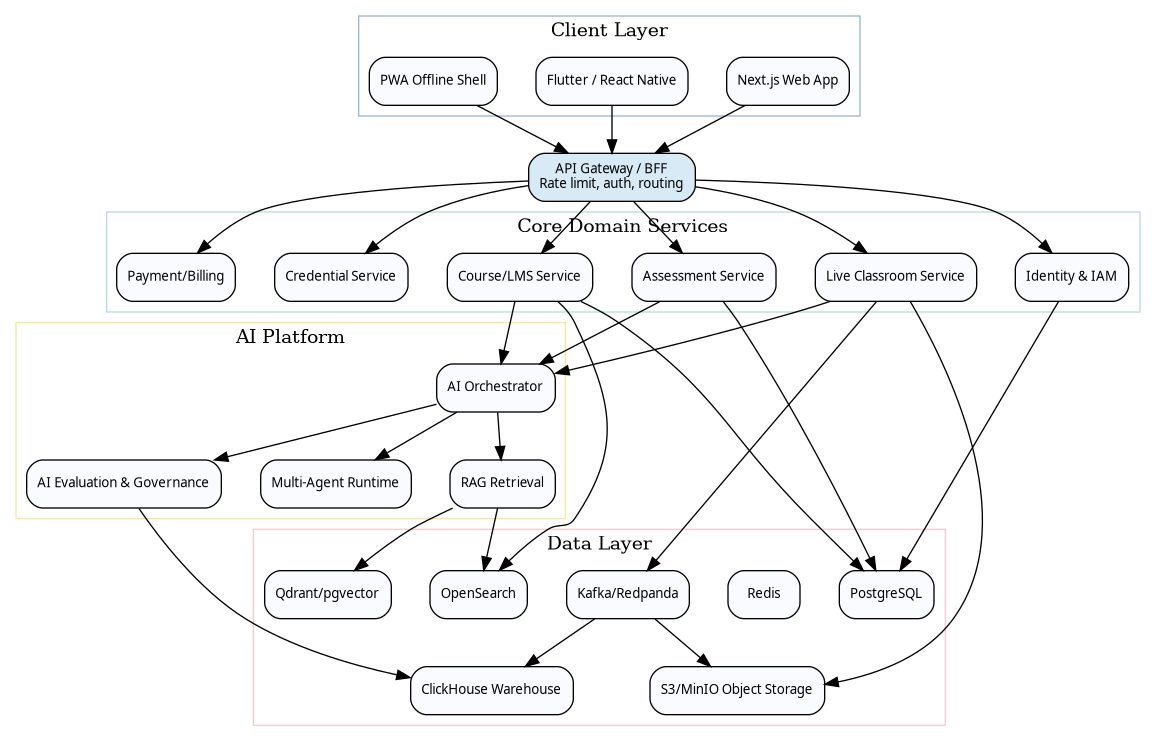 Client Layer
PWA Offline Shell
Flutter / React Native
Next.js Web App
API Gateway / BFF
Rate limit, auth, routing
Core Domain Services
Payment/Billing
Credential Service
Course/LMS Service
Assessment Service
Live Classroom Service
Identity & IAM
AI Platform
AI Orchestrator
AI Evaluation & Governance
Multi-Agent Runtime
RAG Retrieval
Data Layer
Qdrant/pgvector
OpenSearch
Kafka/Redpanda
Redis
PostgreSQL
ClickHouse Warehouse
S3/MinIO Object Storage